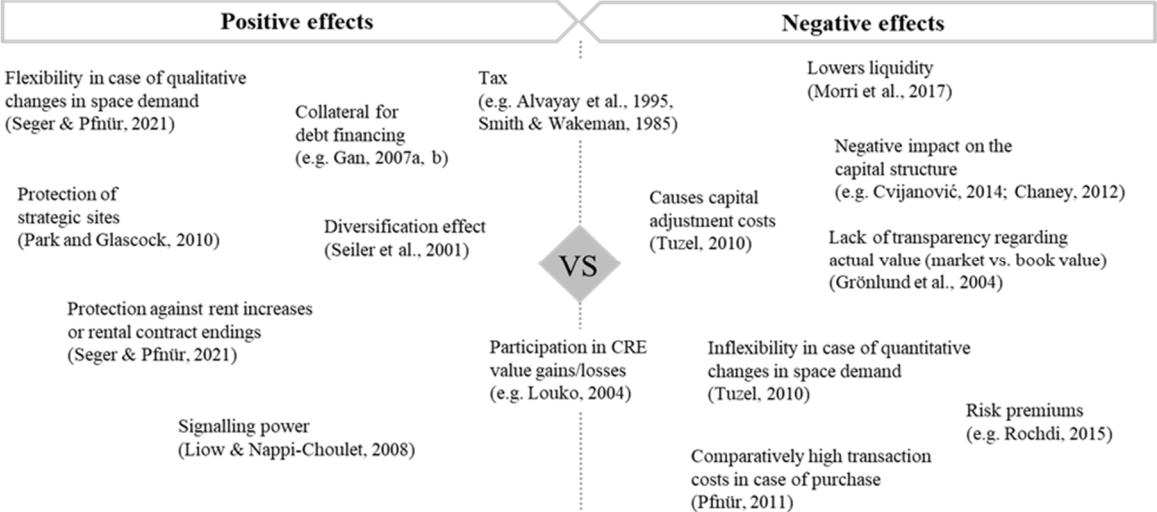 Positive effects
Negative effects
Flexibility in case of qualitative
changes in space demand
(Seger & Pfnür, 2021)
Collateral for
debt financing
(e.g. Gan, 2007a, b)
Protection of
strategic sites
(Park and Glascock, 2010)
Diversification effect
(Seiler et al., 2001)
Protection against rent increases
or rental contract endings
(Seger & Pfnür, 2021)
Signalling power
(Liow & Nappi-Choulet, 2008)
Tax
(e.g. Alvayay et al., 1995,
Smith & Wakeman, 1985)
VS
Participation in CRE
value gains/losses
(e.g. Louko, 2004)
Lowers liquidity
(Morri et al., 2017)
Negative impact on the
capital structure
(e.g. Cvijanović, 2014; Chaney, 2012)
Causes capital
adjustment costs
(Tuzel, 2010)
Lack of transparency regarding
actual value (market vs. book value)
(Grönlund et al., 2004)
Inflexibility in case of quantitative
changes in space demand
(Tuzel, 2010)
Risk premiums
(e.g. Rochdi, 2015)
Comparatively high transaction
costs in case of purchase
(Pfnür, 2011)